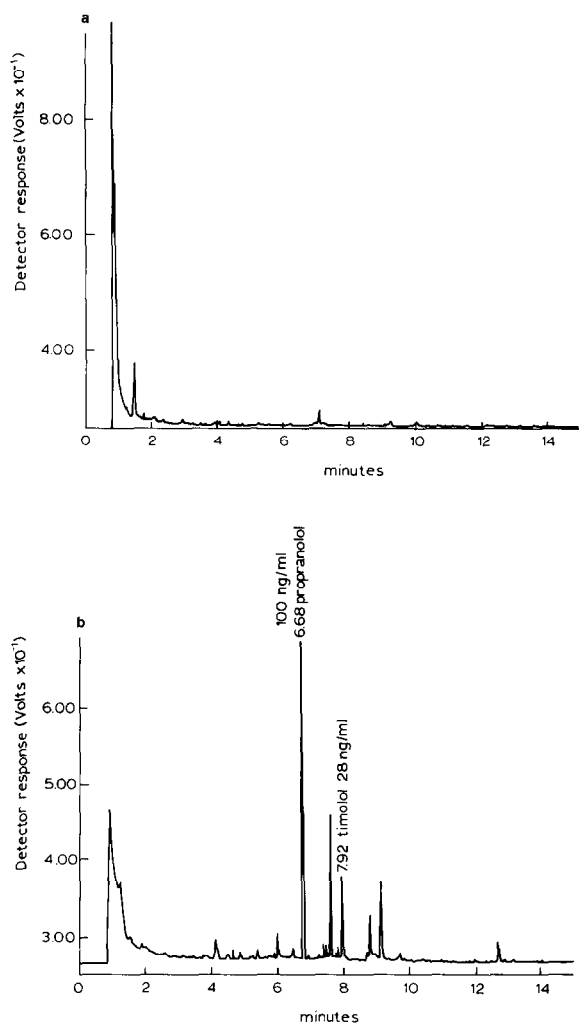 a
Detector response (Volts x 10⁻¹)
8.00
6.00
4.00
0 2 4 6 8 10 12 14
minutes
b
Detector response (Volts x10⁻¹)
6.00
5.00
4.00
3.00
100 ng/ml
6.68 propranolol
7.92 timolol 28 ng/ml
0 2 4 6 8 10 12 14
minutes